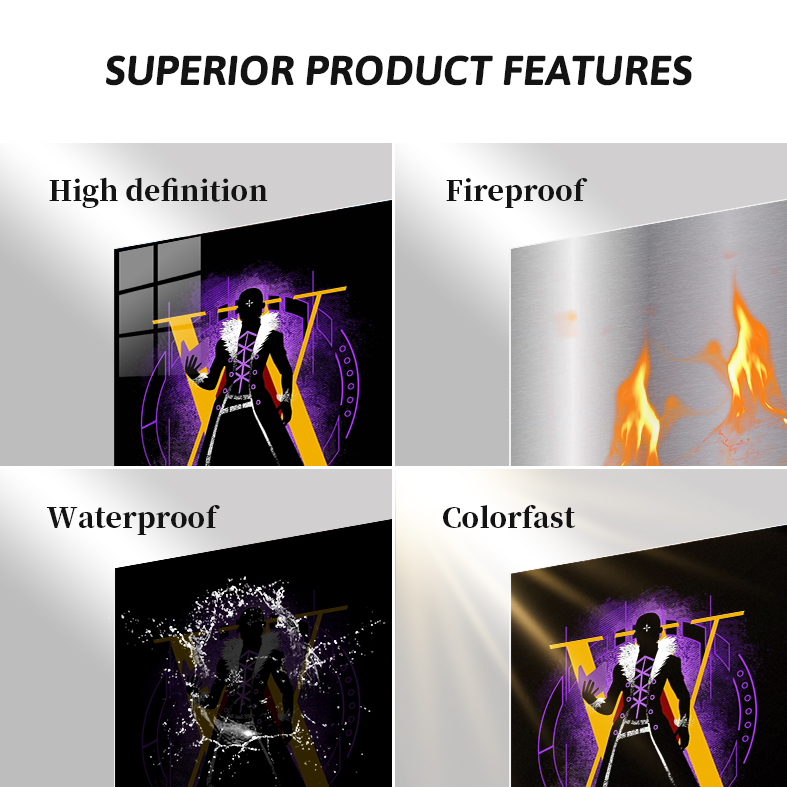 SUPERIOR PRODUCT FEATURES
High definition
Fireproof
Waterproof
Colorfast